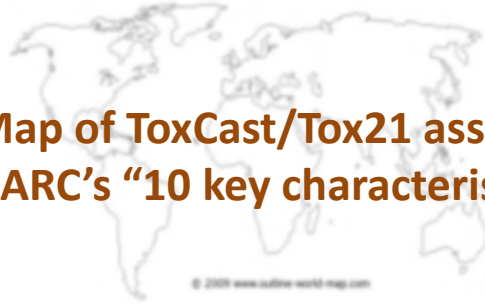 Map of ToxCast/Tox21 ass
ARC's “10 key characteris
© 2009 www.outline-world-map.com